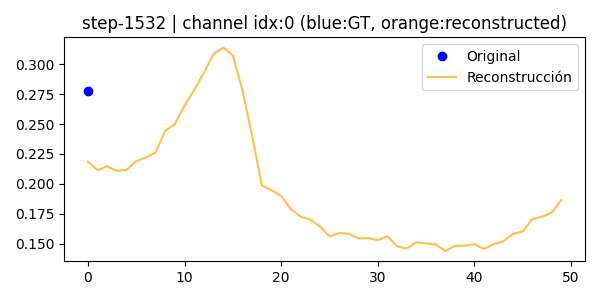 step-1532 | channel idx:0 (blue:GT, orange:reconstructed)
Original
Reconstrucción
0.300
0.275
0.250
0.225
0.200
0.175
0.150
0 10 20 30 40 50